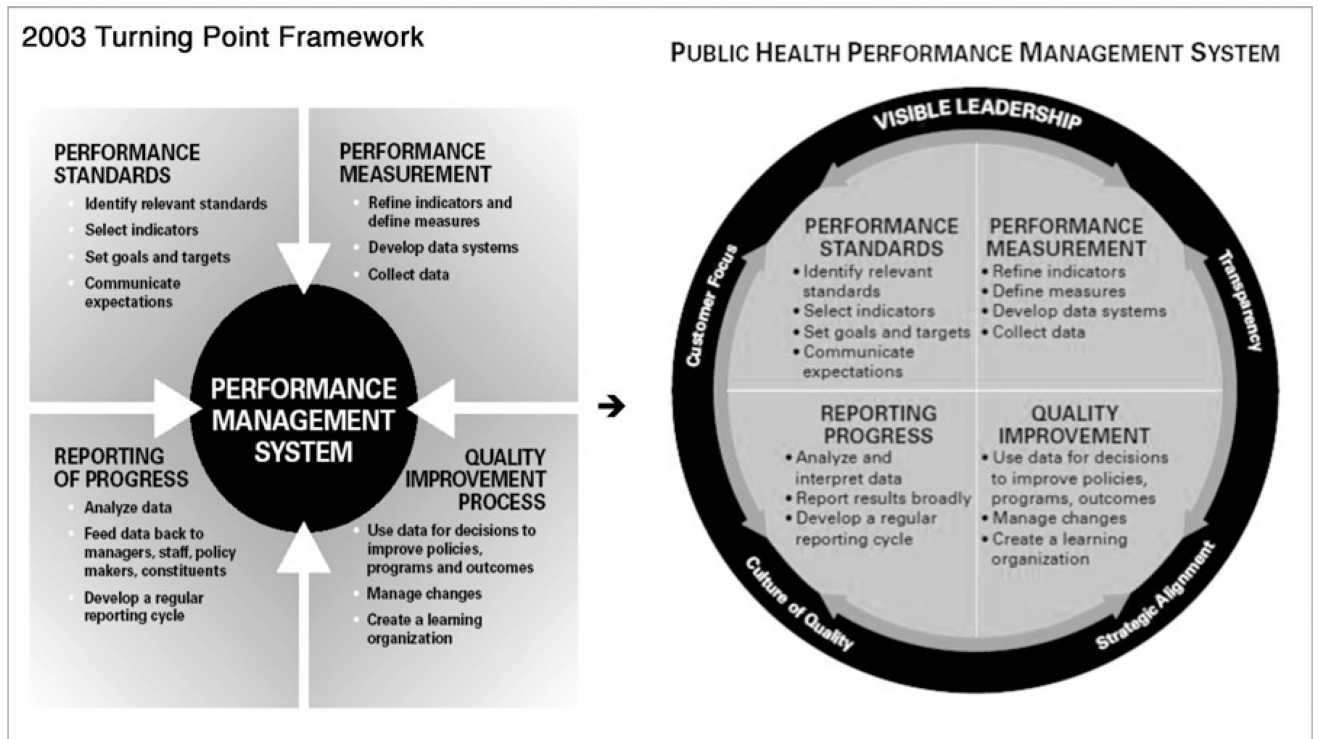 2003 Turning Point Framework
PERFORMANCE
STANDARDS
• Identify relevant standards
• Select indicators
• Set goals and targets
• Communicate
expectations
PERFORMANCE
MEASUREMENT
• Refine indicators and
define measures
• Develop data systems
• Collect data
PERFORMANCE
MANAGEMENT
SYSTEM
REPORTING
OF PROGRESS
• Analyze data
• Feed data back to
managers, staff, policy
makers, constituents
• Develop a regular
reporting cycle
QUALITY
IMPROVEMENT
PROCESS
• Use data for decisions to
improve policies,
programs and outcomes
• Manage changes
• Create a learning
organization
➔
PUBLIC HEALTH PERFORMANCE MANAGEMENT SYSTEM
VISIBLE LEADERSHIP
Customer Focus
Transparency
PERFORMANCE
STANDARDS
• Identify relevant
standards
• Select indicators
• Set goals and targets
• Communicate
expectations
PERFORMANCE
MEASUREMENT
• Refine indicators
• Define measures
• Develop data systems
• Collect data
REPORTING
PROGRESS
• Analyze and
interpret data
• Report results broadly
• Develop a regular
reporting cycle
QUALITY
IMPROVEMENT
• Use data for decisions
to improve policies,
programs, outcomes
• Manage changes
• Create a learning
organization
Culture of Quality
Strategic Alignment